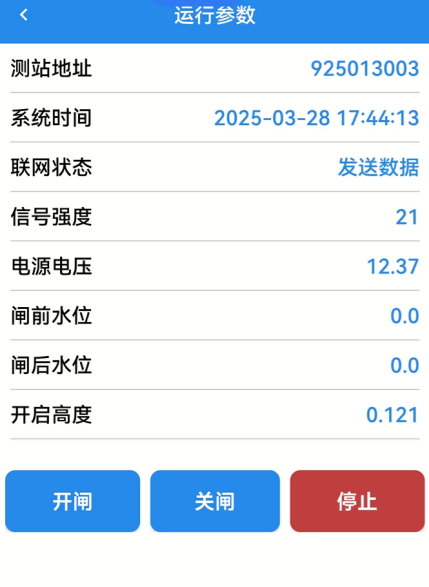 运行参数
测站地址 925013003
系统时间 2025-03-28 17:44:13
联网状态 发送数据
信号强度 21
电源电压 12.37
闸前水位 0.0
闸后水位 0.0
开启高度 0.121
开闸 关闸 停止